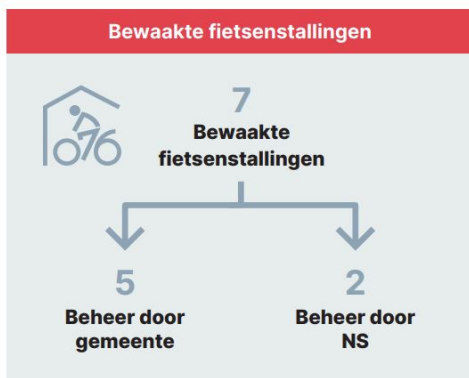 Bewaakte fietsenstallingen
7
Bewaakte
fietsenstallingen
5
Beheer door
gemeente
2
Beheer door
NS